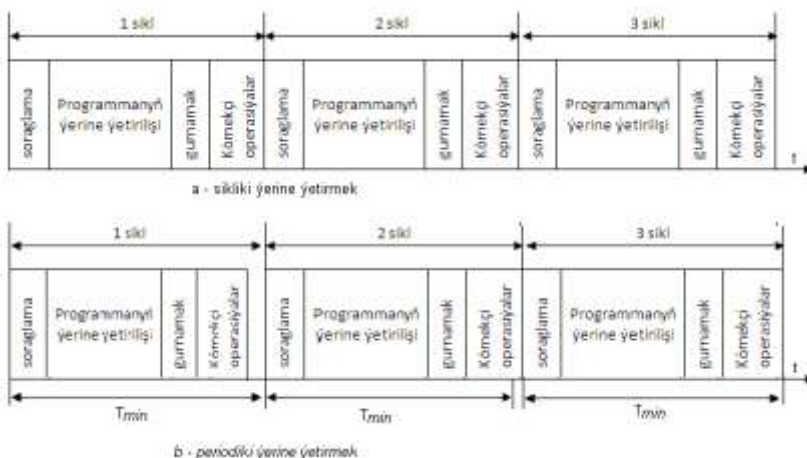 1 sikl
2 sikl
3 sikl
soraglama
Programmanyň
ýerine ýetirilişi
gurnamak
Kömekçi
operasiýalar
soraglama
Programmanyň
ýerine ýetirilişi
gurnamak
Kömekçi
operasiýalar
soraglama
Programmanyň
ýerine ýetirilişi
gurnamak
Kömekçi
operasiýalar
t
a - sikliki ýerine ýetirmek
1 sikl
2 sikl
3 sikl
soraglama
Programmanyň
ýerine ýetirilişi
gurnamak
Kömekçi
operasiýalar
soraglama
Programmanyň
ýerine ýetirilişi
gurnamak
Kömekçi
operasiýalar
soraglama
Programmanyň
ýerine ýetirilişi
gurnamak
Kömekçi
operasiýalar
t
Tmin
Tmin
Tmin
b - periodiki ýerine ýetirmek